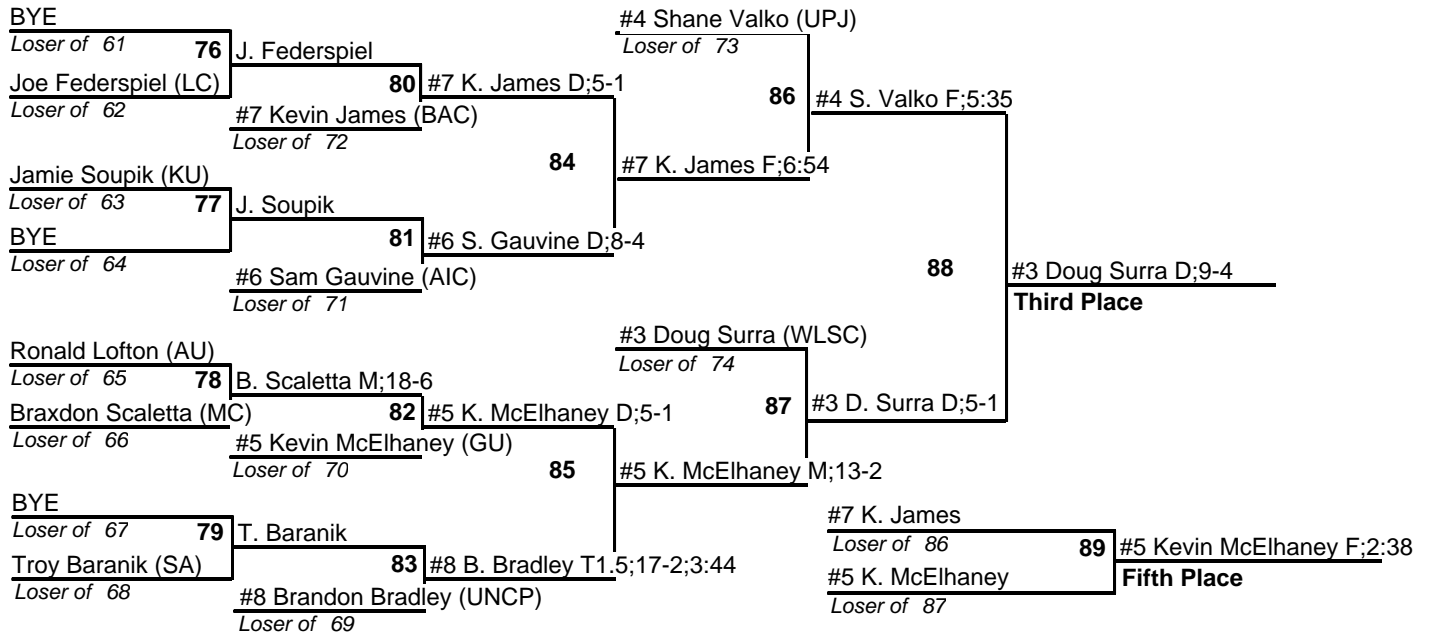 BYE
Loser of 61
76
J. Federspiel
Joe Federspiel (LC)
Loser of 62
80
#7 K. James D;5-1
#7 Kevin James (BAC)
Loser of 72
Jamie Soupik (KU)
Loser of 63
77
J. Soupik
BYE
Loser of 64
81
#6 S. Gauvine D;8-4
#6 Sam Gauvine (AIC)
Loser of 71
84
#7 K. James F;6:54
#4 Shane Valko (UPJ)
Loser of 73
86
#4 S. Valko F;5:35
Ronald Lofton (AU)
Loser of 65
78
B. Scaletta M;18-6
Braxdon Scaletta (MC)
Loser of 66
82
#5 K. McElhaney D;5-1
#5 Kevin McElhaney (GU)
Loser of 70
BYE
Loser of 67
79
T. Baranik
Troy Baranik (SA)
Loser of 68
83
#8 B. Bradley T1.5;17-2;3:44
#8 Brandon Bradley (UNCP)
Loser of 69
85
#5 K. McElhaney M;13-2
#3 Doug Surra (WLSC)
Loser of 74
87
#3 D. Surra D;5-1
88
#3 Doug Surra D;9-4
Third Place
#7 K. James
Loser of 86
89
#5 Kevin McElhaney F;2:38
#5 K. McElhaney
Fifth Place
Loser of 87